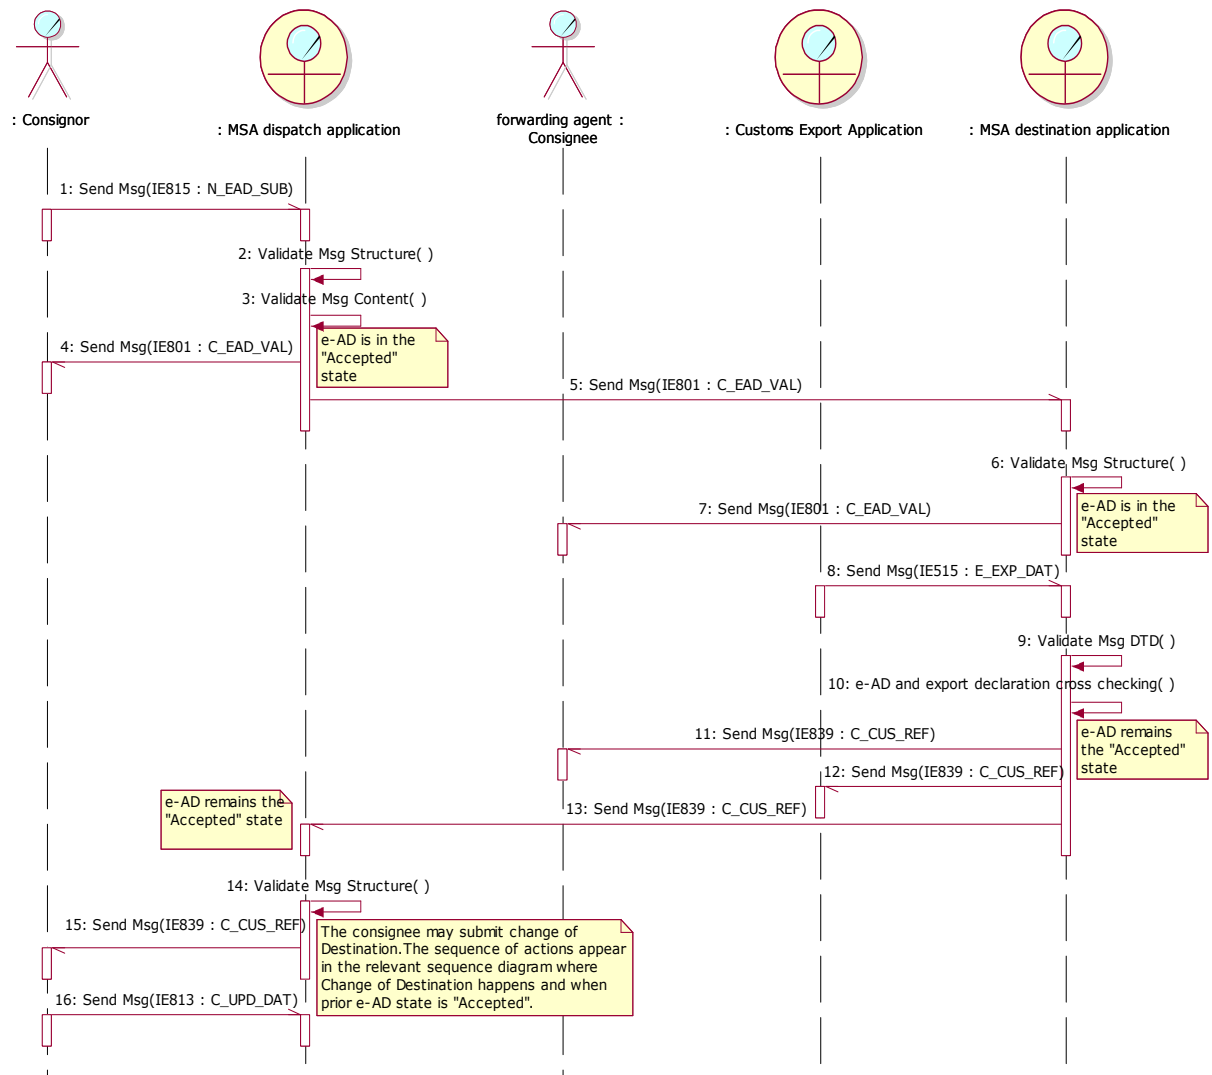 : Consignor
: MSA dispatch application
forwarding agent :
Consignee
: Customs Export Application
: MSA destination application
1: Send Msg(IE815 : N_EAD_SUB)
2: Validate Msg Structure( )
3: Validate Msg Content( )
e-AD is in the
"Accepted"
state
4: Send Msg(IE801 : C_EAD_VAL)
5: Send Msg(IE801 : C_EAD_VAL)
6: Validate Msg Structure( )
e-AD is in the
"Accepted"
state
7: Send Msg(IE801 : C_EAD_VAL)
8: Send Msg(IE515 : E_EXP_DAT)
9: Validate Msg DTD( )
10: e-AD and export declaration cross checking( )
e-AD remains
the "Accepted"
state
11: Send Msg(IE839 : C_CUS_REF)
12: Send Msg(IE839 : C_CUS_REF)
e-AD remains the
"Accepted" state
13: Send Msg(IE839 : C_CUS_REF)
14: Validate Msg Structure( )
15: Send Msg(IE839 : C_CUS_REF)
The consignee may submit change of
Destination.The sequence of actions appear
in the relevant sequence diagram where
Change of Destination happens and when
prior e-AD state is "Accepted".
16: Send Msg(IE813 : C_UPD_DAT)